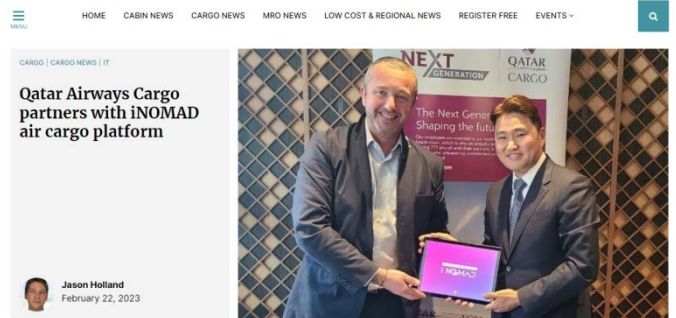 MENU
HOME CABIN NEWS CARGO NEWS MRO NEWS LOW COST & REGIONAL NEWS REGISTER FREE EVENTS
CARGO | CARGO NEWS | IT
Qatar Airways Cargo
partners with iNOMAD
air cargo platform
Jason Holland
February 22, 2023
NEXT
GENERATION
QATAR
CARGO
The Next Gener
Shaping the futu